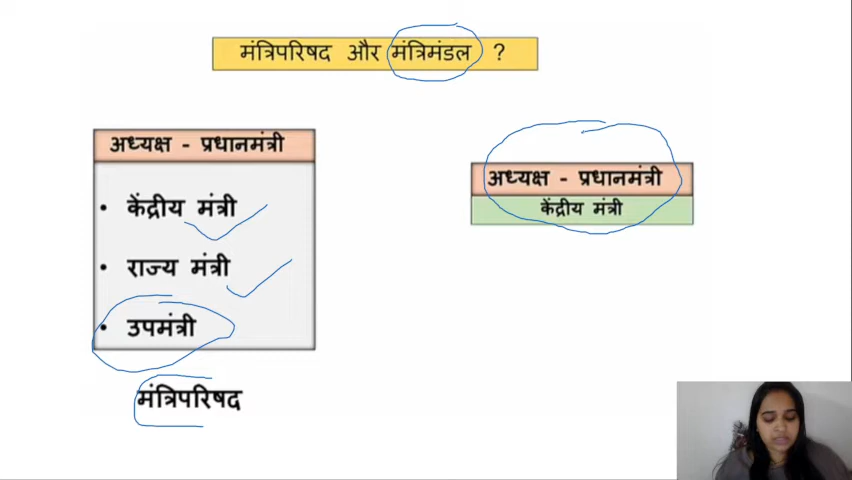 मंत्रिपरिषद और मंत्रिमंडल ?
अध्यक्ष - प्रधानमंत्री
• केंद्रीय मंत्री
• राज्य मंत्री
• उपमंत्री
मंत्रिपरिषद
अध्यक्ष - प्रधानमंत्री
केंद्रीय मंत्री